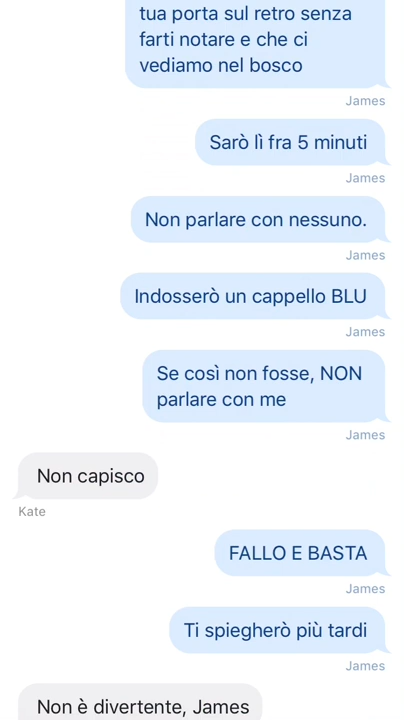 tua porta sul retro senza
farti notare e che ci
vediamo nel bosco
James
Sarò lì fra 5 minuti
James
Non parlare con nessuno.
James
Indosserò un cappello BLU
James
Se così non fosse, NON
parlare con me
James
Non capisco
Kate
FALLO E BASTA
James
Ti spiegherò più tardi
James
Non è divertente, James